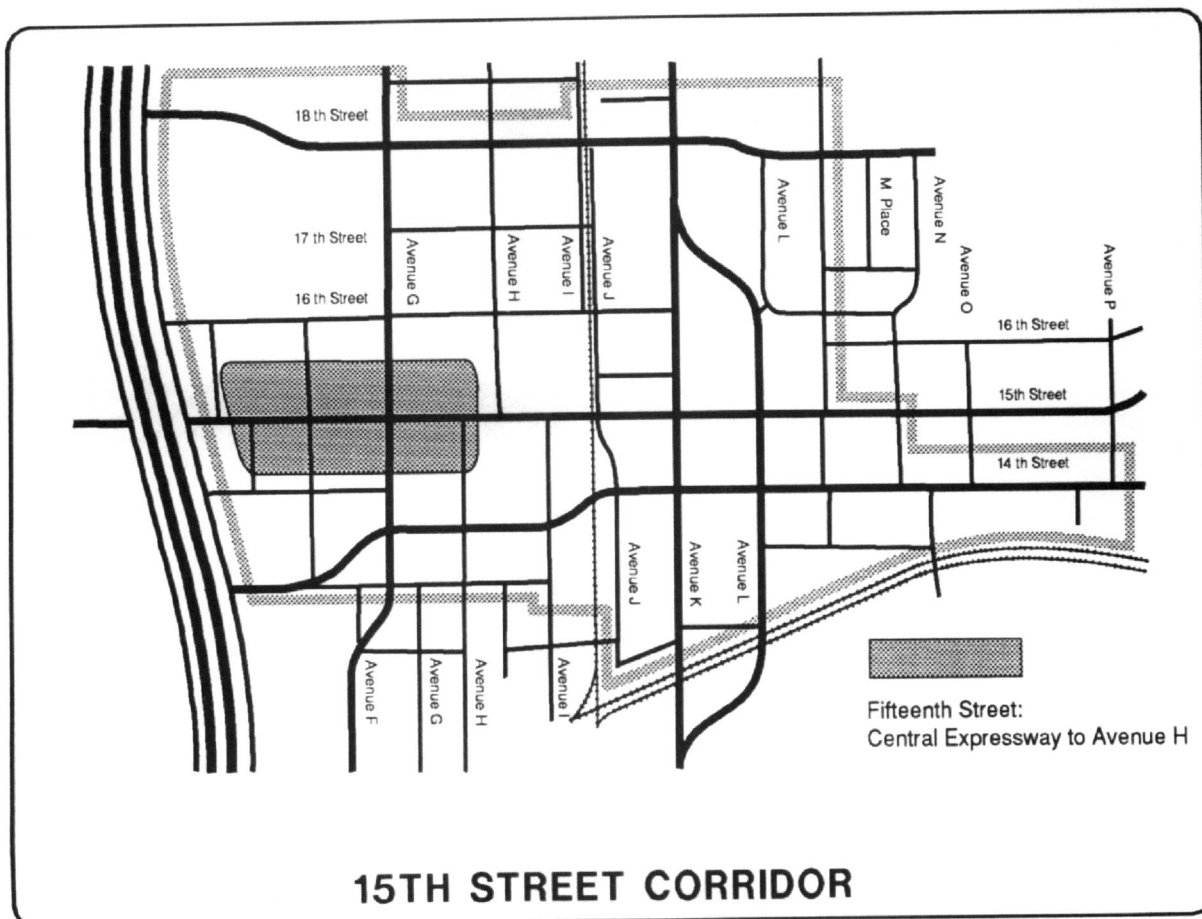 18 th Street
17 th Street
16 th Street
Avenue G
Avenue H
Avenue I
Avenue J
Avenue L
M Place
Avenue N
Avenue O
Avenue P
16 th Street
15th Street
14 th Street
Avenue J
Avenue K
Avenue L
Avenue F
Avenue G
Avenue H
Avenue I
Fifteenth Street:
Central Expressway to Avenue H
15TH STREET CORRIDOR